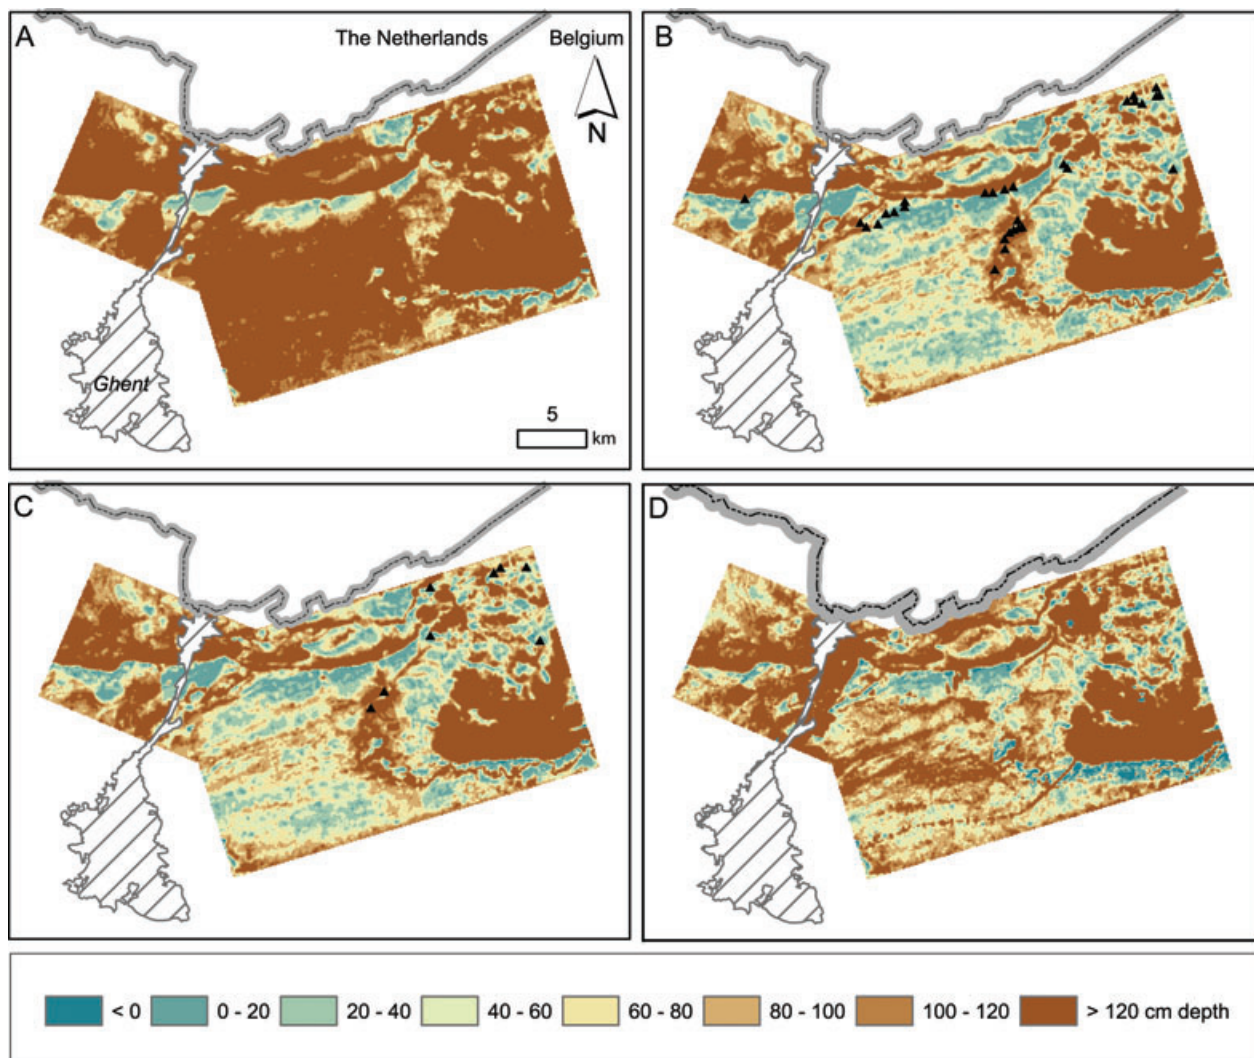 A
The Netherlands
Belgium
N
Ghent
5
km
B
C
D
< 0
0 - 20
20 - 40
40 - 60
60 - 80
80 - 100
100 - 120
> 120 cm depth